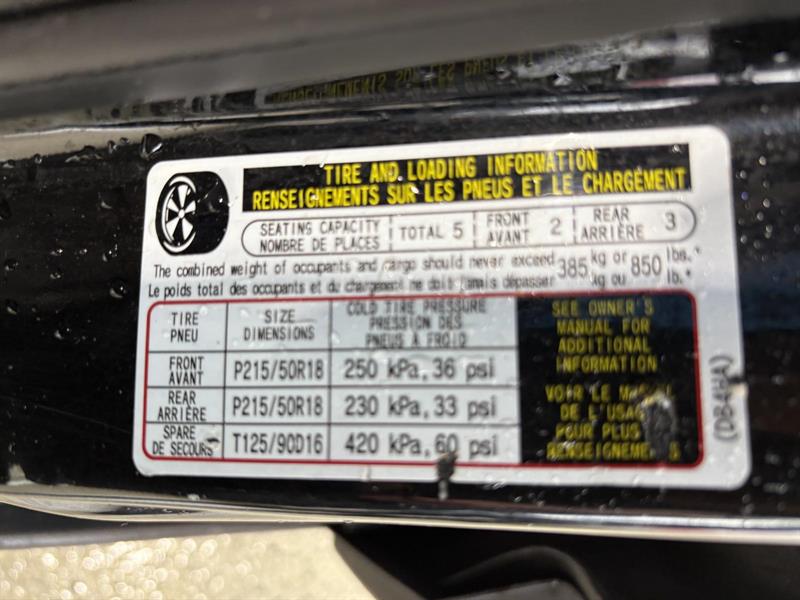 TIRE AND LOADING INFORMATION
RENSEIGNEMENTS SUR LES PNEUS ET LE CHARGEMENT
SEATING CAPACITY
NOMBRE DE PLACES
TOTAL 5
FRONT
AVANT 2
REAR
ARRIÈRE 3
The combined weight of occupants and cargo should never exceed 385 kg or 850 lbs.*
Le poids total des occupants et du chargement ne doit jamais dépasser kg ou lb.*
TIRE
PNEU
SIZE
DIMENSIONS
COLD TIRE PRESSURE
PRESSION DES
PNEUS À FROID
FRONT
AVANT
P215/50R18
250 kPa, 36 psi
REAR
ARRIÈRE
P215/50R18
230 kPa, 33 psi
SPARE
DE SECOURS
T125/90D16
420 kPa, 60 psi
SEE OWNER'S
MANUAL FOR
ADDITIONAL
INFORMATION
VOIR LE
DE L'USAGER
POUR PLUS
(DB4HA)